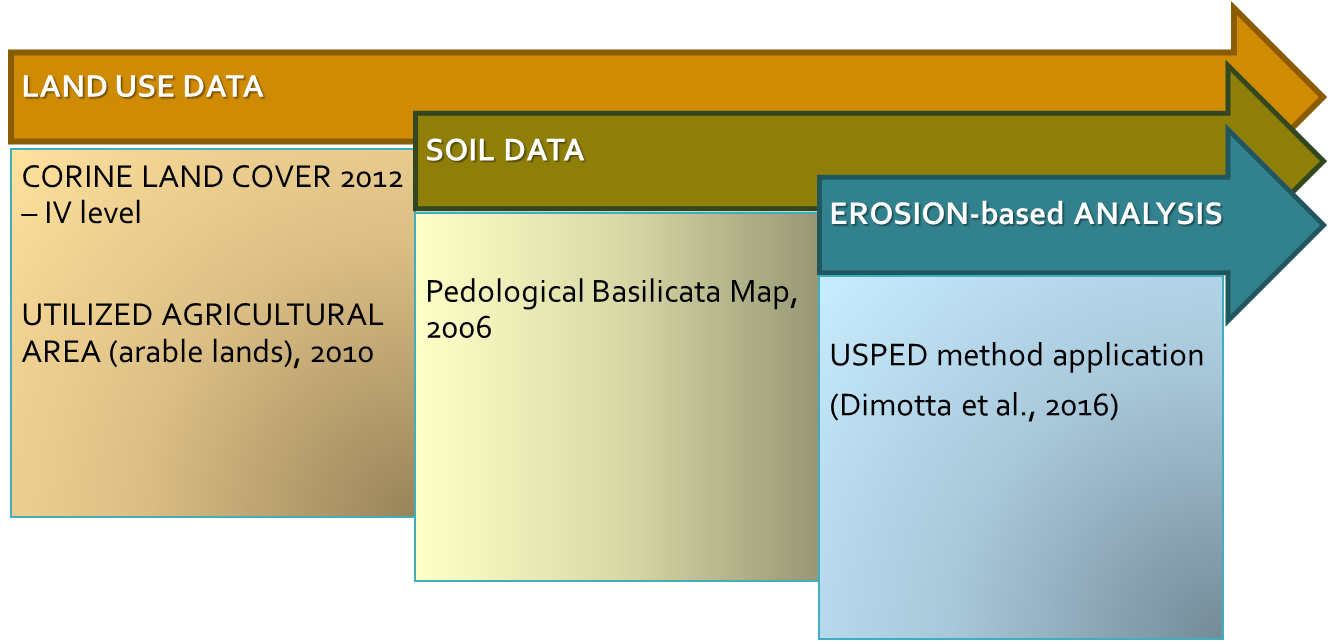 LAND USE DATA
CORINE LAND COVER 2012
– IV level
UTILIZED AGRICULTURAL
AREA (arable lands), 2010
SOIL DATA
Pedological Basilicata Map,
2006
EROSION-based ANALYSIS
USPED method application
(Dimotta et al., 2016)